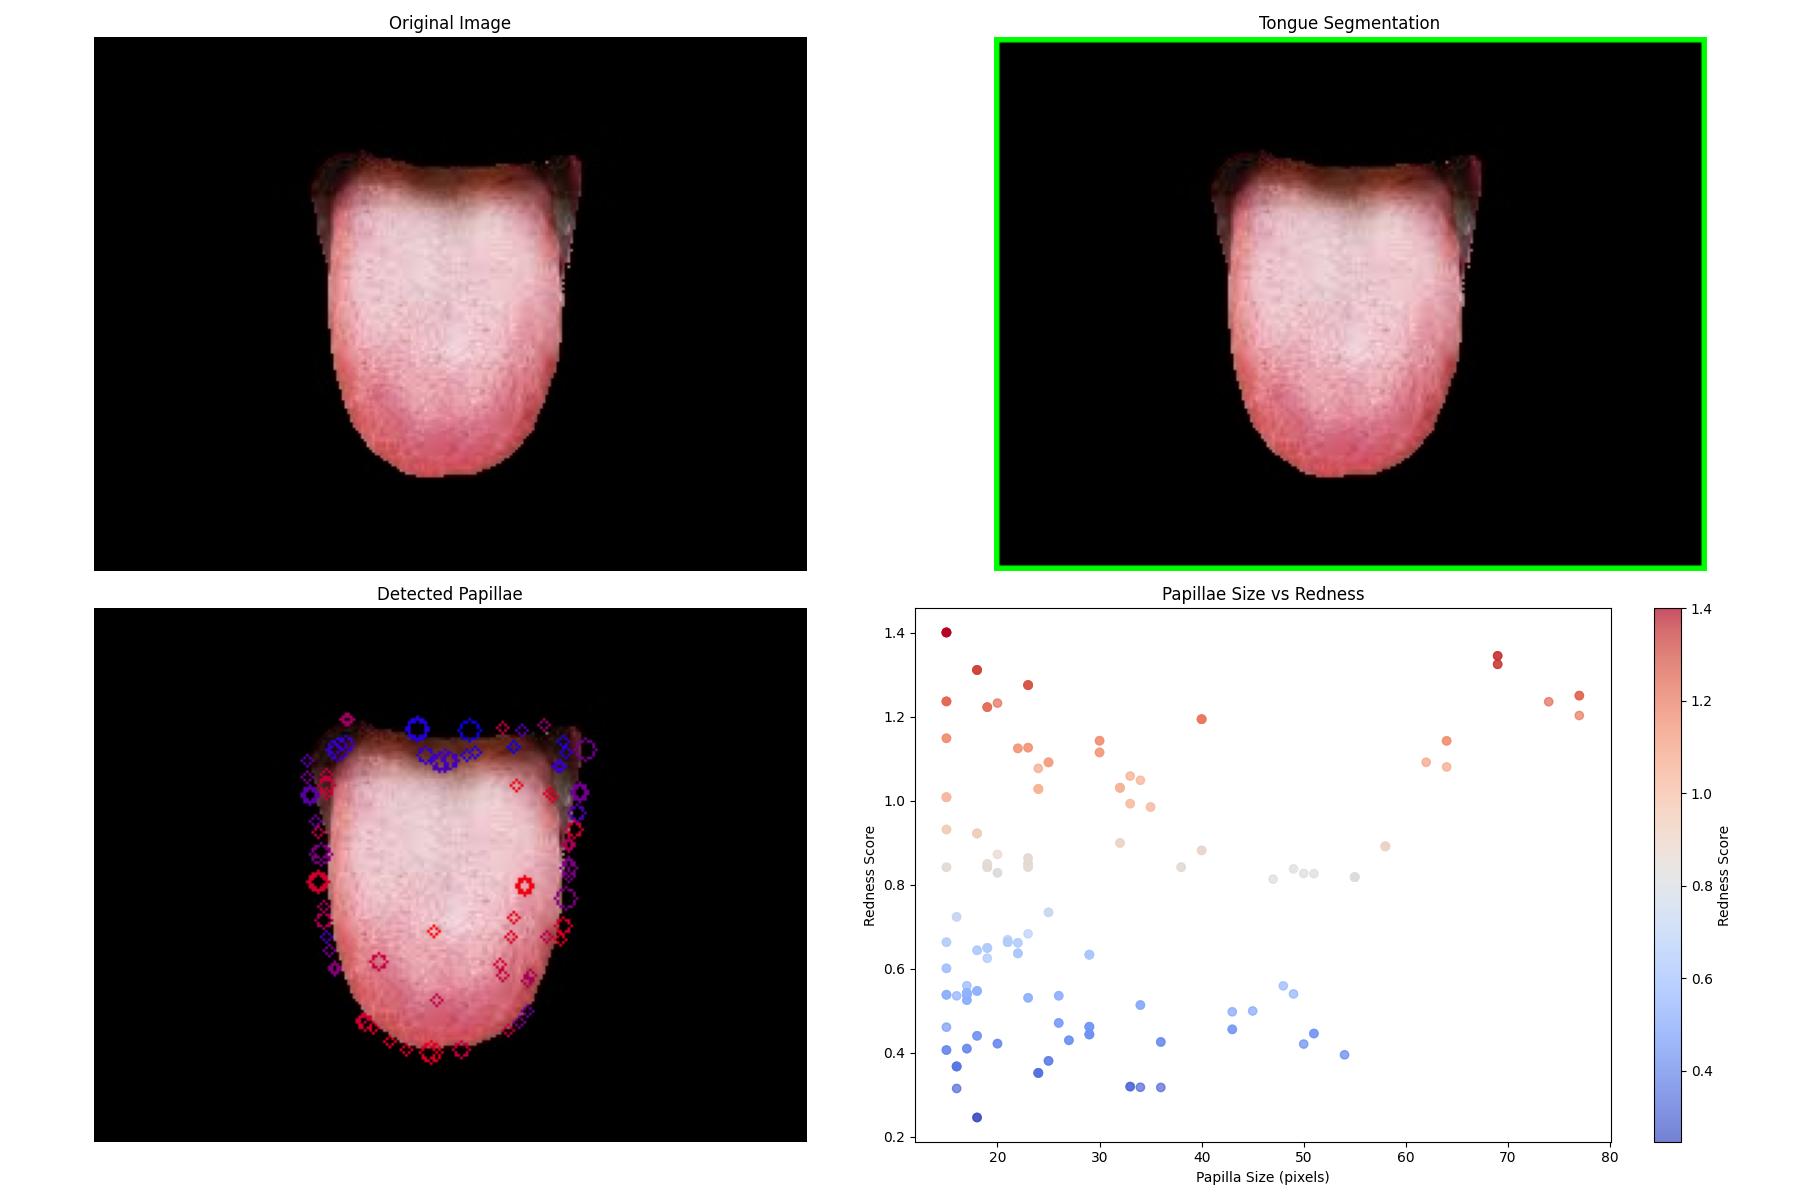 Original Image
Tongue Segmentation
Detected Papillae
Papillae Size vs Redness
1.4
1.2
1.0
0.8
0.6
0.4
0.2
Redness Score
20
30
40
50
60
70
80
Papilla Size (pixels)
1.4
1.2
1.0
0.8
0.6
0.4
Redness Score